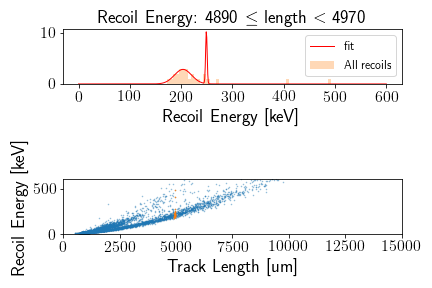 Recoil Energy: 4890 ≤ length < 4970
10
0
fit
All recoils
0 100 200 300 400 500 600
Recoil Energy [keV]
Recoil Energy [keV]
500
0
0 2500 5000 7500 10000 12500 15000
Track Length [um]